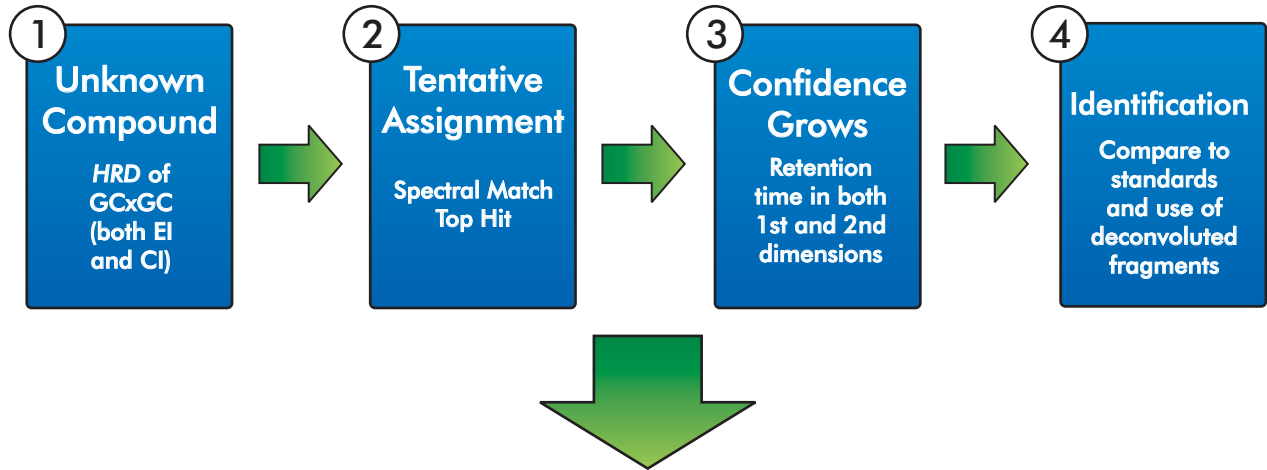 1
Unknown
Compound
HRD of
GCxGC
(both EI
and CI)
2
Tentative
Assignment
Spectral Match
Top Hit
3
Confidence
Grows
Retention
time in both
1st and 2nd
dimensions
4
Identification
Compare to
standards
and use of
deconvoluted
fragments